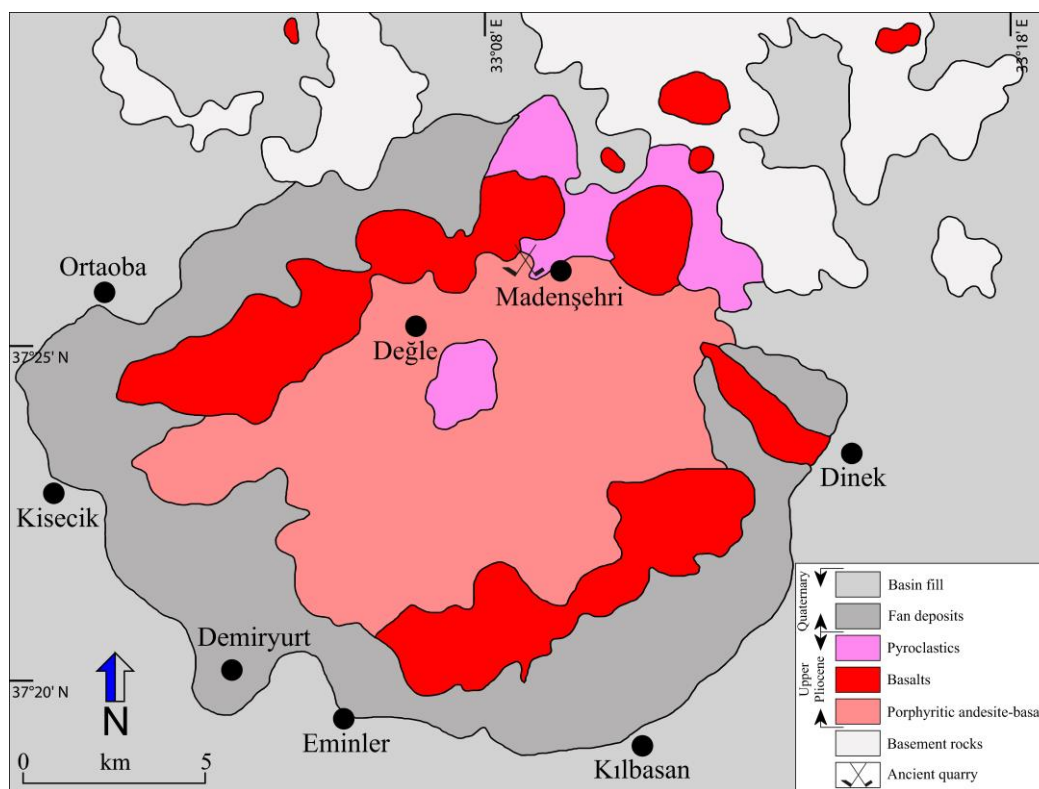 33°08' E
33°18' E
Ortaoba
Madenşehri
37°25' N
Değle
Dinek
Kisecik
Demiryurt
37°20' N
N
Eminler
Kılbasan
0 km 5
Quaternary
Upper
Pliocene
Basin fill
Fan deposits
Pyroclastics
Basalts
Porphyritic andesite-basa
Basement rocks
Ancient quarry